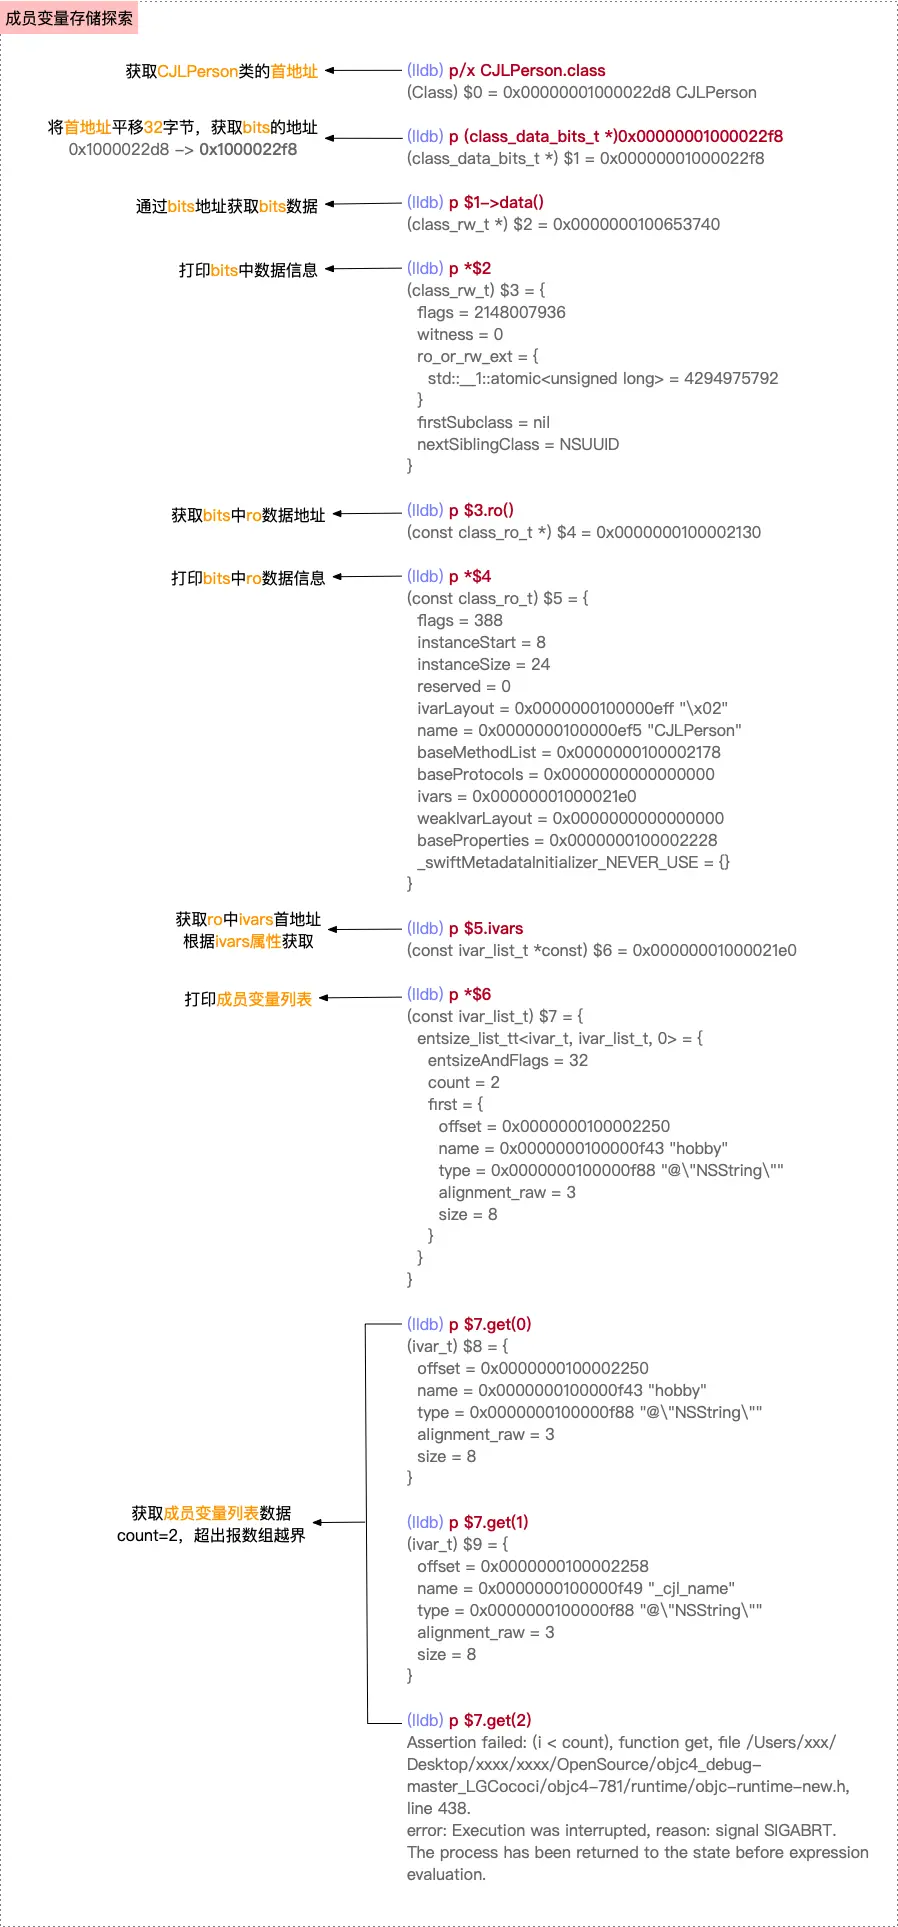 成员变量存储探索
获取CJLPerson类的首地址
(lldb) p/x CJLPerson.class
(Class) $0 = 0x00000001000022d8 CJLPerson
将首地址平移32字节，获取bits的地址
0x1000022d8 -> 0x1000022f8
(lldb) p (class_data_bits_t *)0x00000001000022f8
(class_data_bits_t *) $1 = 0x00000001000022f8
通过bits地址获取bits数据
(lldb) p $1->data()
(class_rw_t *) $2 = 0x0000000100653740
打印bits中数据信息
(lldb) p *$2
(class_rw_t) $3 = {
flags = 2148007936
witness = 0
ro_or_rw_ext = {
std::__1::atomic<unsigned long> = 4294975792
}
firstSubclass = nil
nextSiblingClass = NSUUID
}
获取bits中ro数据地址
(lldb) p $3.ro()
(const class_ro_t *) $4 = 0x0000000100002130
打印bits中ro数据信息
(lldb) p *$4
(const class_ro_t) $5 = {
flags = 388
instanceStart = 8
instanceSize = 24
reserved = 0
ivarLayout = 0x0000000100000eff "\x02"
name = 0x0000000100000ef5 "CJLPerson"
baseMethodList = 0x0000000100002178
baseProtocols = 0x0000000000000000
ivars = 0x00000001000021e0
weakIvarLayout = 0x0000000000000000
baseProperties = 0x0000000100002228
_swiftMetadataInitializer_NEVER_USE = {}
}
获取ro中ivars首地址
根据ivars属性获取
(lldb) p $5.ivars
(const ivar_list_t *const) $6 = 0x00000001000021e0
打印成员变量列表
(lldb) p *$6
(const ivar_list_t) $7 = {
entsize_list_tt<ivar_t, ivar_list_t, 0> = {
entsizeAndFlags = 32
count = 2
first = {
offset = 0x0000000100002250
name = 0x0000000100000f43 "hobby"
type = 0x0000000100000f88 "@\"NSString\""
alignment_raw = 3
size = 8
}
}
}
(lldb) p $7.get(0)
(ivar_t) $8 = {
offset = 0x0000000100002250
name = 0x0000000100000f43 "hobby"
type = 0x0000000100000f88 "@\"NSString\""
alignment_raw = 3
size = 8
}
获取成员变量列表数据
count=2，超出报数组越界
(lldb) p $7.get(1)
(ivar_t) $9 = {
offset = 0x0000000100002258
name = 0x0000000100000f49 "_cjl_name"
type = 0x0000000100000f88 "@\"NSString\""
alignment_raw = 3
size = 8
}
(lldb) p $7.get(2)
Assertion failed: (i < count), function get, file /Users/xxx/
Desktop/xxxx/xxxx/OpenSource/objc4_debug-
master_LGCococi/objc4-781/runtime/objc-runtime-new.h,
line 438.
error: Execution was interrupted, reason: signal SIGABRT.
The process has been returned to the state before expression
evaluation.